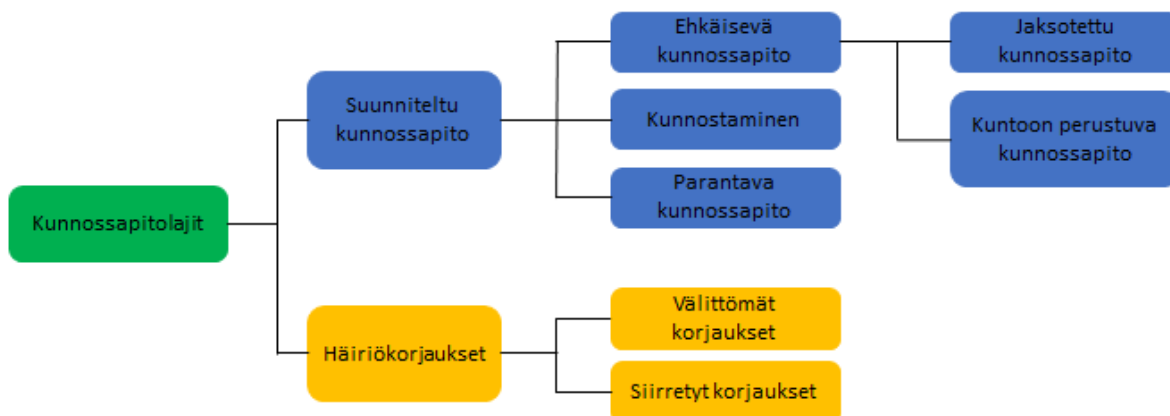 Kunnossapitolajit
Suunniteltu
kunnossapito
Ehkäisevä
kunnossapito
Jaksotettu
kunnossapito
Kuntoon perustuva
kunnossapito
Kunnostaminen
Parantava
kunnossapito
Häiriökorjaukset
Välittömät
korjaukset
Siirretyt korjaukset